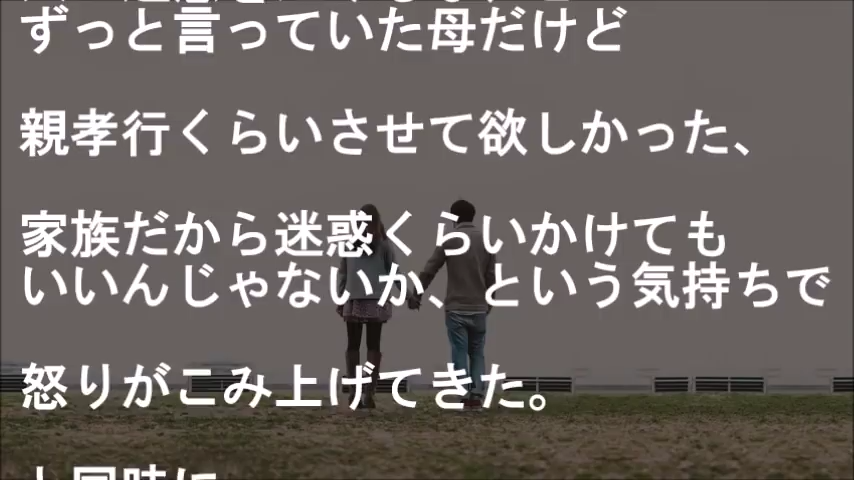 ずっと言っていた母だけど
親孝行くらいさせて欲しかった、
家族だから迷惑くらいかけても
いいんじゃないか、という気持ちで
怒りがこみ上げてきた。